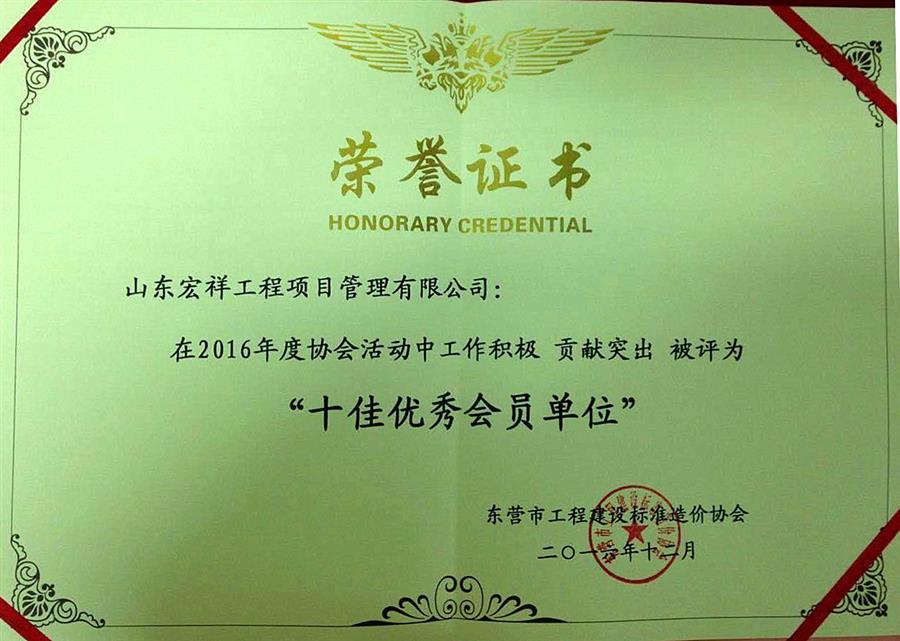 荣誉证书
HONORARY CREDENTIAL
山东宏祥工程项目管理有限公司：
在2016年度协会活动中工作积极 贡献突出 被评为
“十佳优秀会员单位”
东营市工程建设标准造价协会
二〇一六年十二月